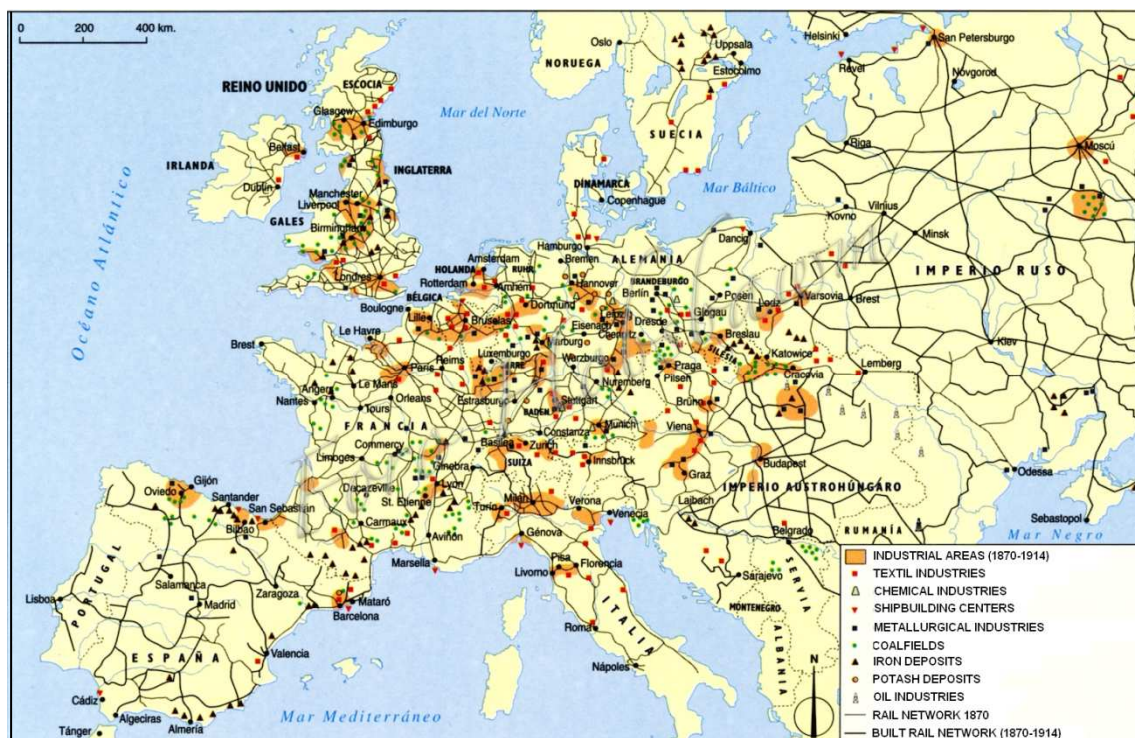 0 200 400 km.
Oslo
NORUEGA
Uppsala
Estocolmo
Helsinki
San Petersburgo
Revel
Novgorod
REINO UNIDO
ESCOCIA
Glasgow
Edimburgo
Mar del Norte
SUECIA
Riga
Moscú
Belfast
IRLANDA
INGLATERRA
Dublín
DINAMARCA
Copenhague
Mar Báltico
Manchester
Liverpool
GALES
Birmingham
Kovno
Vilnius
Minsk
Océano Atlántico
Londres
Hamburgo
Bremen
ALEMANIA
Dancig
IMPERIO RUSO
Amsterdam
HOLANDA
RUHR
Rotterdam
Arnhem
Hannover
BRANDEBURGO
Berlín
Posen
Lodz
Varsovia
Brest
Boulogne
BÉLGICA
Dortmund
Lille
Bruselas
Leipzig
Eisenach
Dresde
Glogau
Chemnitz
Breslau
Le Havre
Marburg
SILESIA
Kiev
Brest
Reims
Luxemburgo
Wurzburgo
Praga
Katowice
París
Pilsen
Cracovia
Lemberg
Le Mans
Nuremberg
Angers
Orleans
Estrasburgo
Stuttgart
Nantes
Tours
BADEN
Brünn
FRANCIA
Constanza
Munich
Viena
Commercy
Basilea
Zurich
Limoges
Ginebra
SUIZA
Innsbrück
Graz
Budapest
Odessa
Decazeville
Lyon
St. Etienne
IMPERIO AUSTROHÚNGARO
Gijón
Oviedo
Santander
San Sebastián
Bilbao
Turín
Milán
Verona
Venecia
Laibach
RUMANÍA
Sebastopol
Carmaux
Aviñón
Génova
Belgrado
Mar Negro
Marsella
Pisa
Florencia
Livorno
SERVIA
Sarajevo
PORTUGAL
Salamanca
Zaragoza
Mataró
Barcelona
ITALIA
MONTENEGRO
Lisboa
Madrid
Roma
ALBANIA
ESPAÑA
Valencia
Nápoles
N
Cádiz
Algeciras
Almería
Mar Mediterráneo
Tánger
INDUSTRIAL AREAS (1870-1914)
TEXTIL INDUSTRIES
CHEMICAL INDUSTRIES
SHIPBUILDING CENTERS
METALLURGICAL INDUSTRIES
COALFIELDS
IRON DEPOSITS
POTASH DEPOSITS
OIL INDUSTRIES
RAIL NETWORK 1870
BUILT RAIL NETWORK (1870-1914)